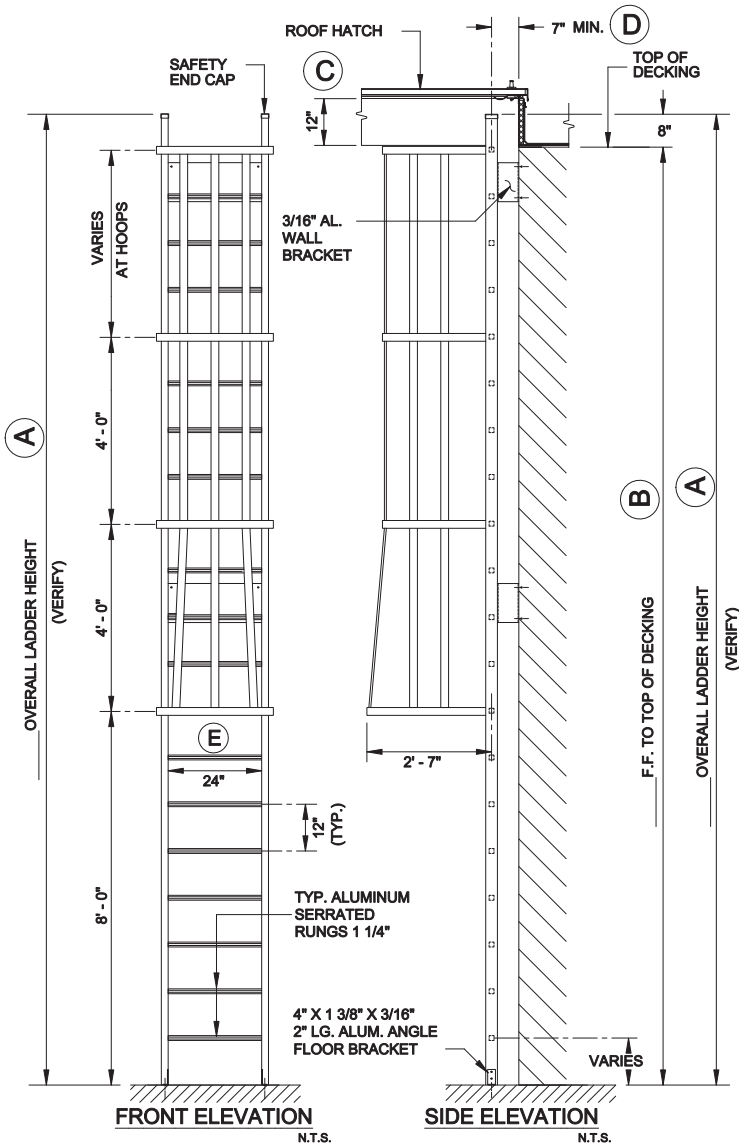 ROOF HATCH
7" MIN.
D
SAFETY
END CAP
C
TOP OF
DECKING
12"
8"
VARIES
AT HOOPS
3/16" AL.
WALL
BRACKET
A
4' - 0"
B
A
OVERALL LADDER HEIGHT
(VERIFY)
4' - 0"
F.F. TO TOP OF DECKING
OVERALL LADDER HEIGHT
(VERIFY)
E
24"
2' - 7"
12"
(TYP.)
8' - 0"
TYP. ALUMINUM
SERRATED
RUNGS 1 1/4"
4" X 1 3/8" X 3/16"
2" LG. ALUM. ANGLE
FLOOR BRACKET
VARIES
FRONT ELEVATION
N.T.S.
SIDE ELEVATION
N.T.S.